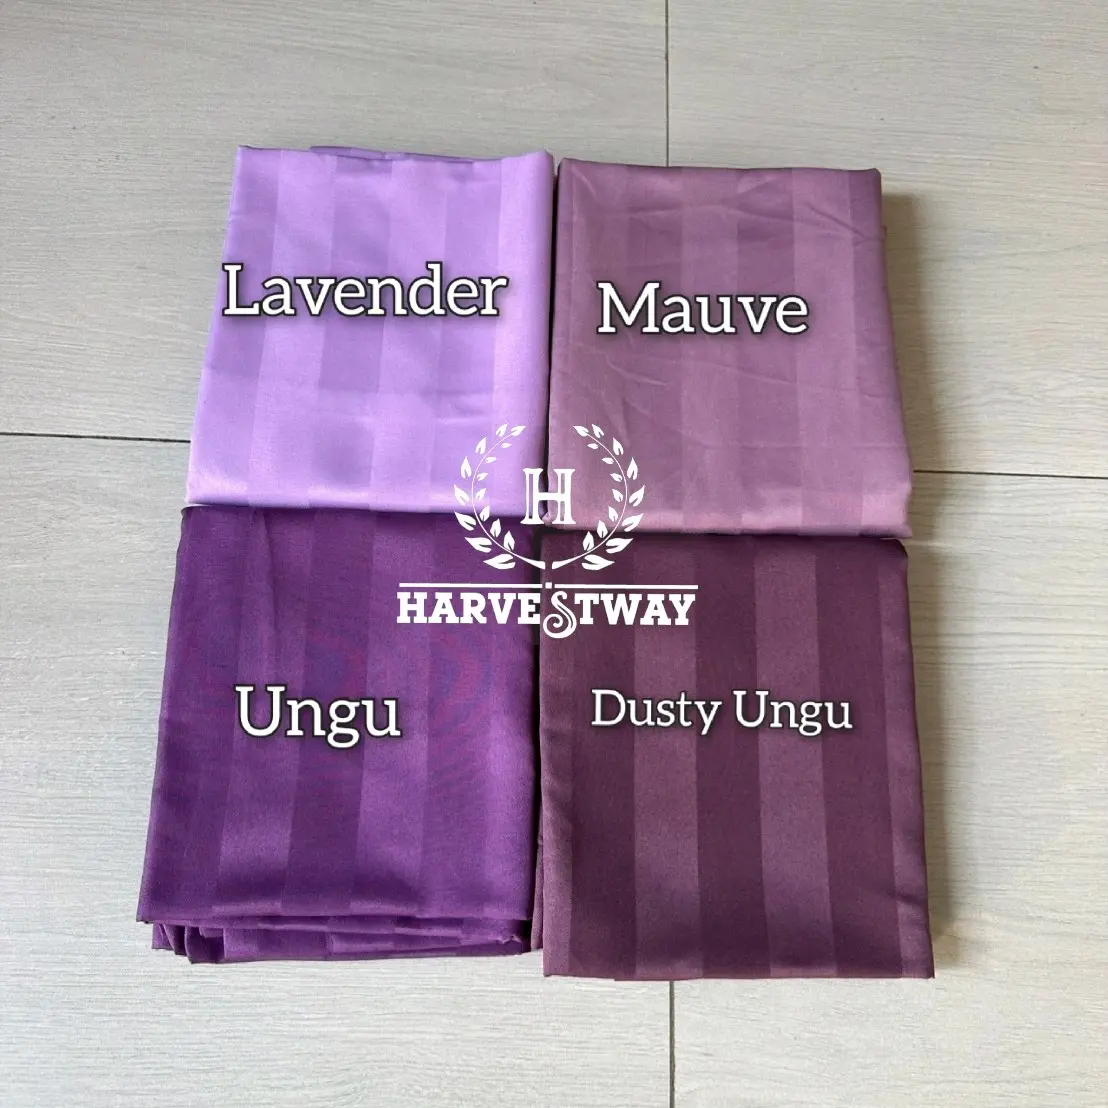 Lavender
Mauve
H
HARVESTWAY
Ungu
Dusty Ungu